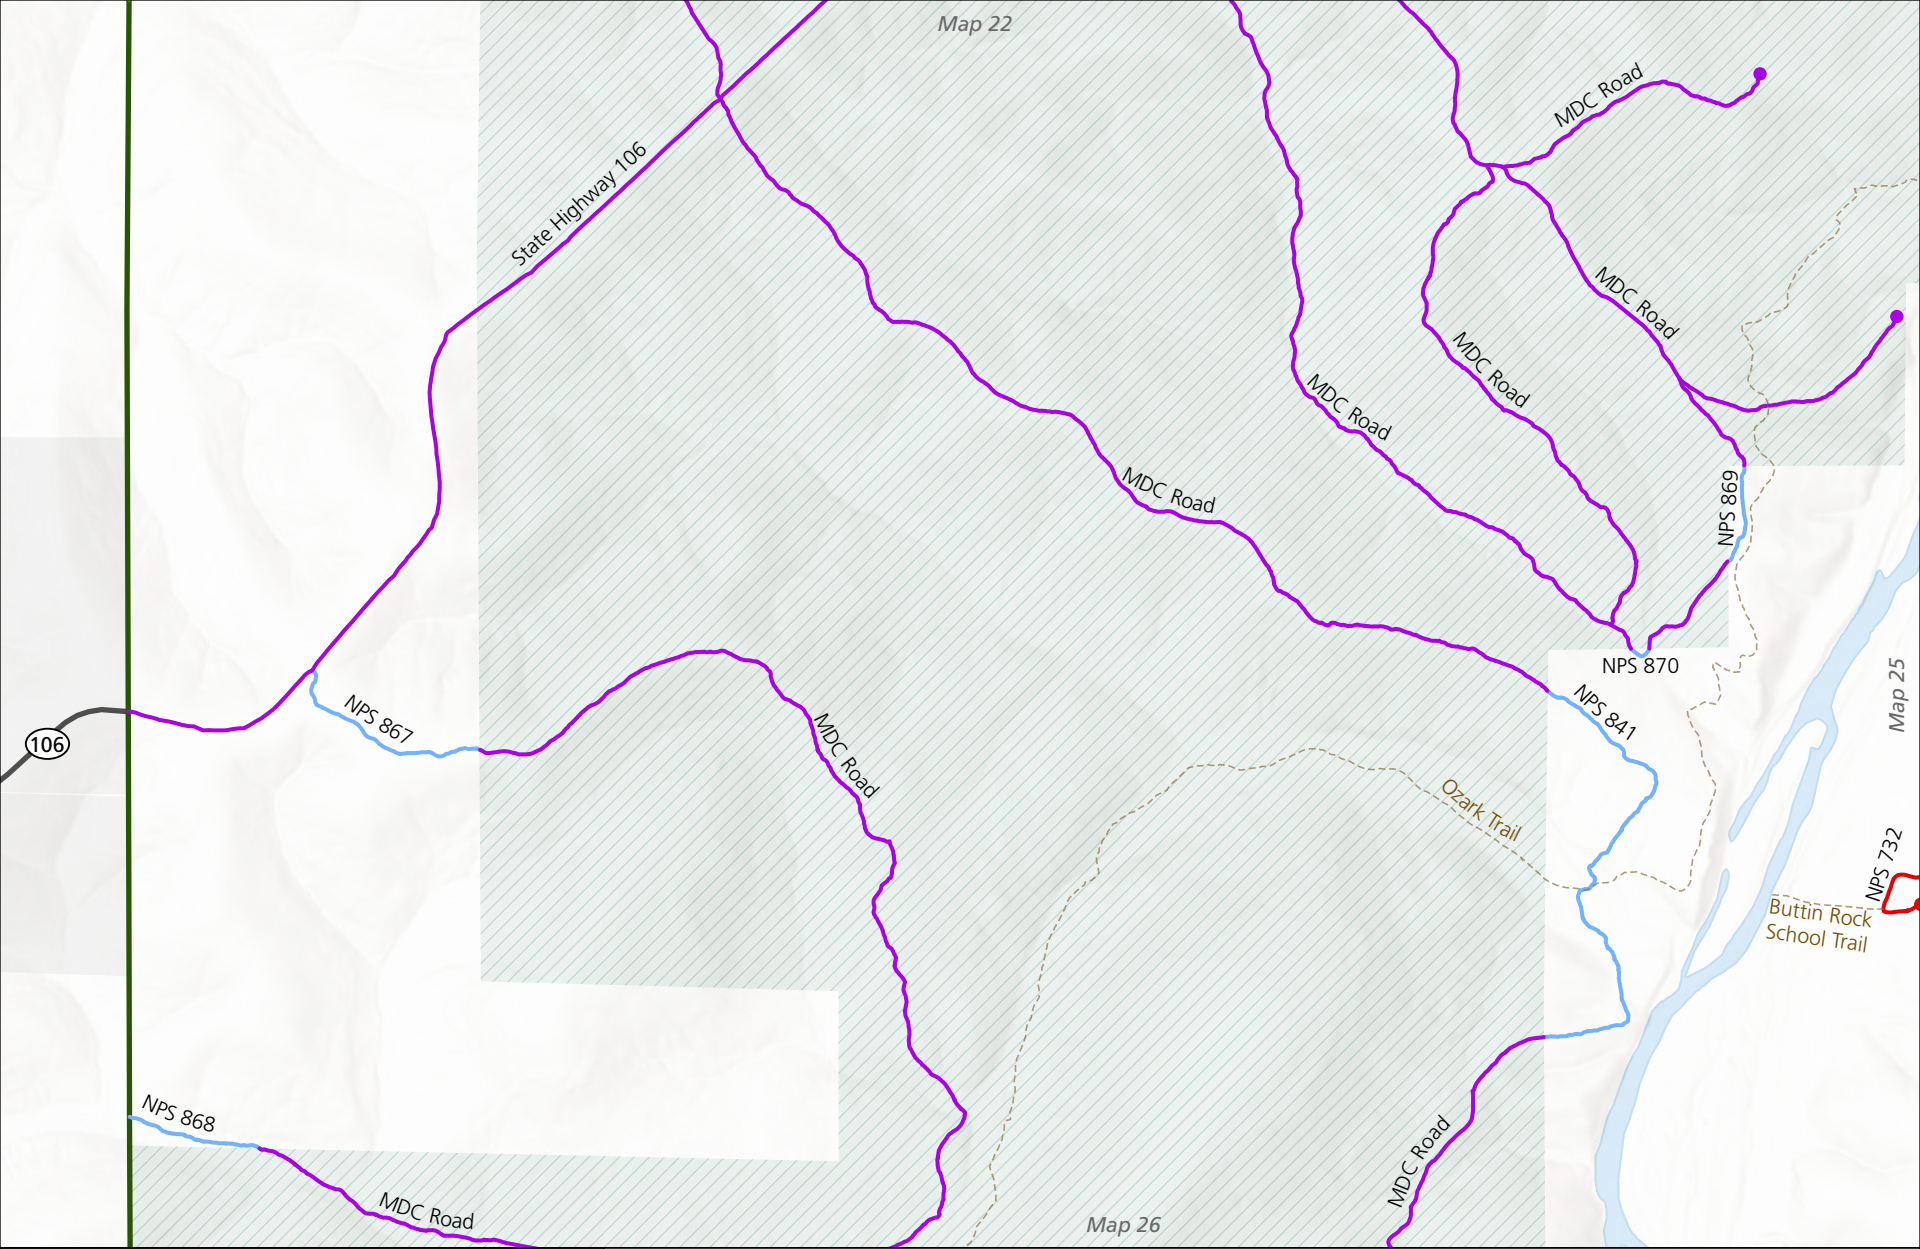 Map 22
MDC Road
State Highway 106
MDC Road
MDC Road
MDC Road
MDC Road
NPS 869
NPS 870
Map 25
NPS 841
NPS 867
106
MDC Road
Ozark Trail
NPS 732
Buttin Rock
School Trail
NPS 868
MDC Road
MDC Road
Map 26